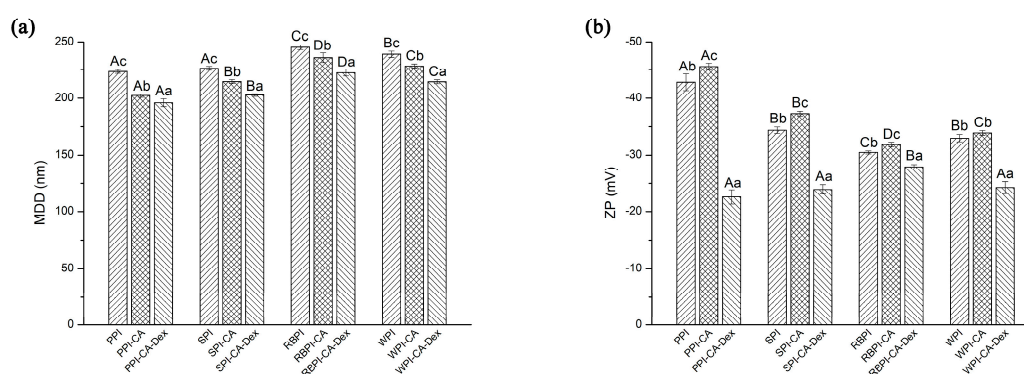 (a)
MDD (nm)
250
200
150
100
50
0
Ac
Ab
Aa
Ac
Bb
Ba
Cc
Db
Da
Bc
Cb
Ca
PPI
PPI-CA
PPI-CA-Dex
SPI
SPI-CA
SPI-CA-Dex
RBPI
RBPI-CA
RBPI-CA-Dex
WPI
WPI-CA
WPI-CA-Dex
(b)
ZP (mV)
-50
-40
-30
-20
-10
0
Ab
Ac
Aa
Bb
Bc
Aa
Cb
Dc
Ba
Bb
Cb
Aa
PPI
PPI-CA
PPI-CA-Dex
SPI
SPI-CA
SPI-CA-Dex
RBPI
RBPI-CA
RBPI-CA-Dex
WPI
WPI-CA
WPI-CA-Dex